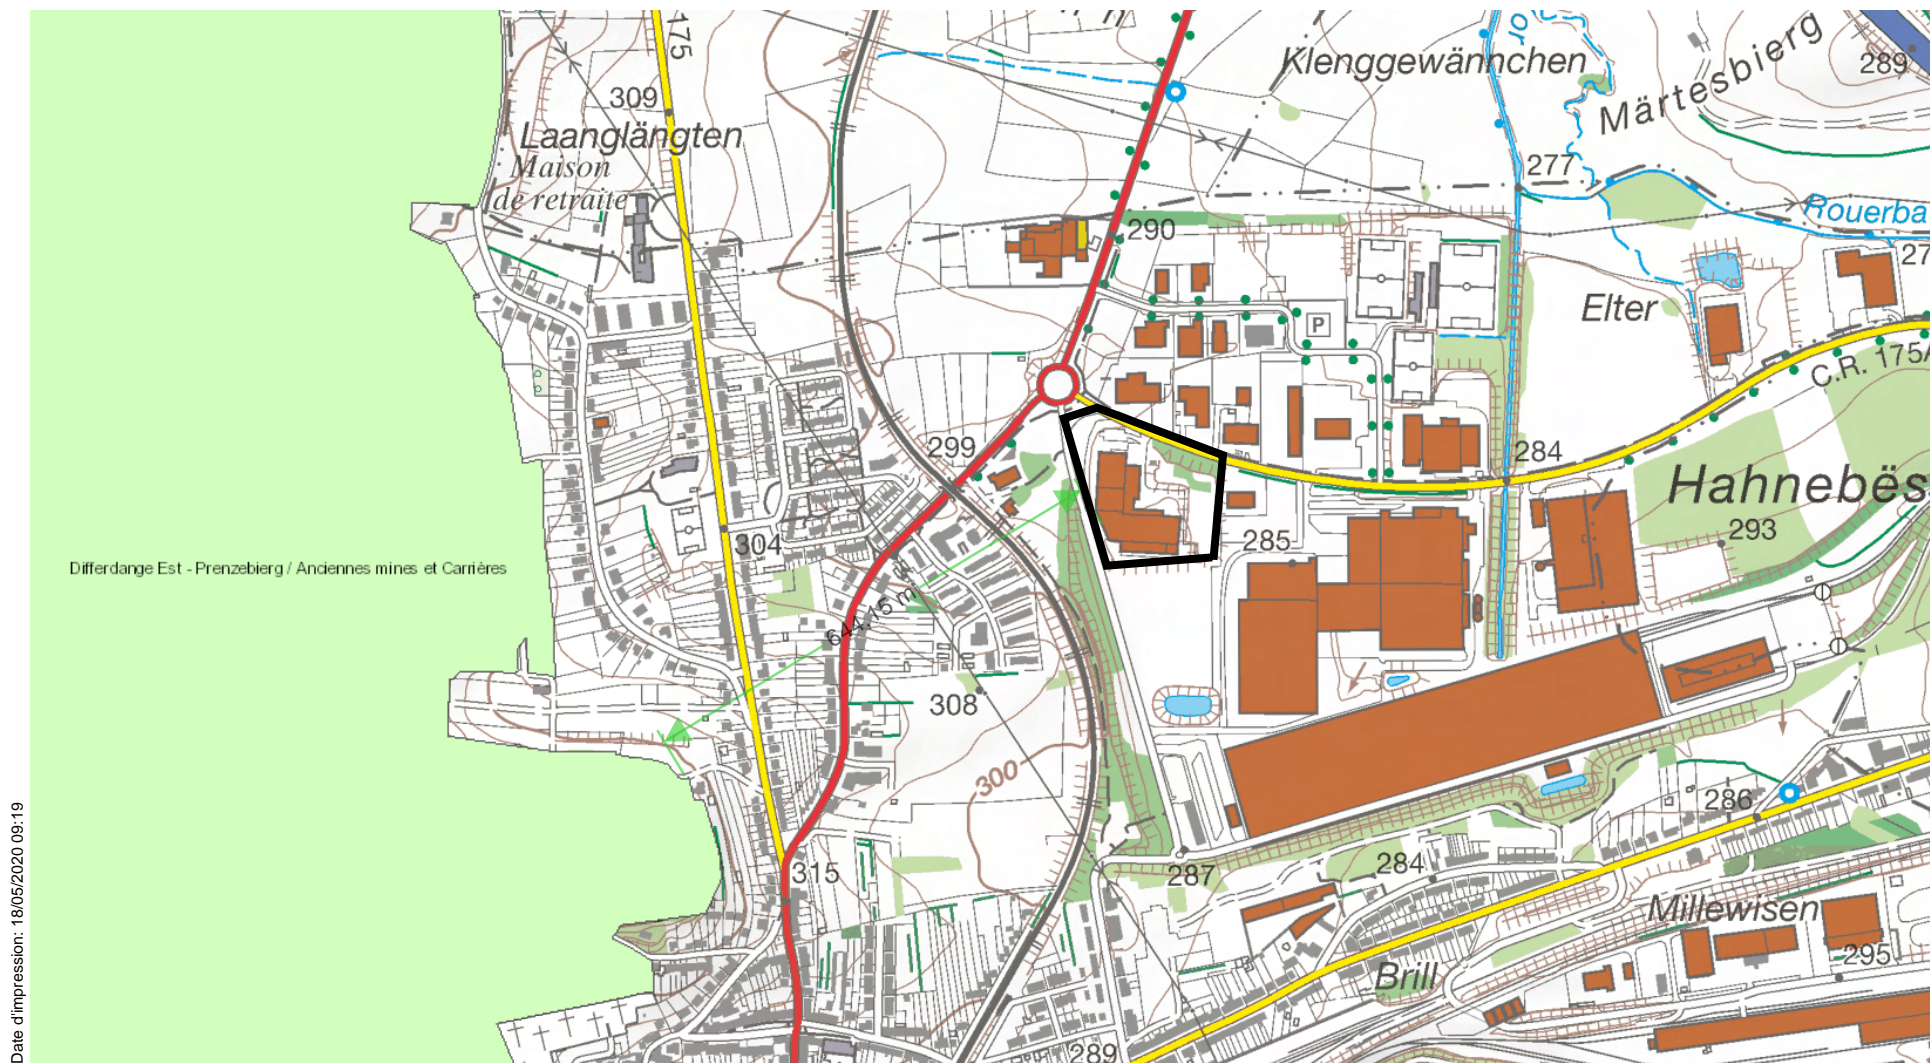 175
Klenggewännchen
Märtesbierg
289
309
Laanglängten
Maison
de retraite
277
Rouerba
290
27
Elter
P
C.R. 175A
299
284
Hahnebës
293
304
285
Differdange Est - Prenzebierg / Anciennes mines et Carrières
644,15 m
308
300
286
315
287
284
Millewisen
295
Brill
289
Date d'impression: 18/05/2020 09:19